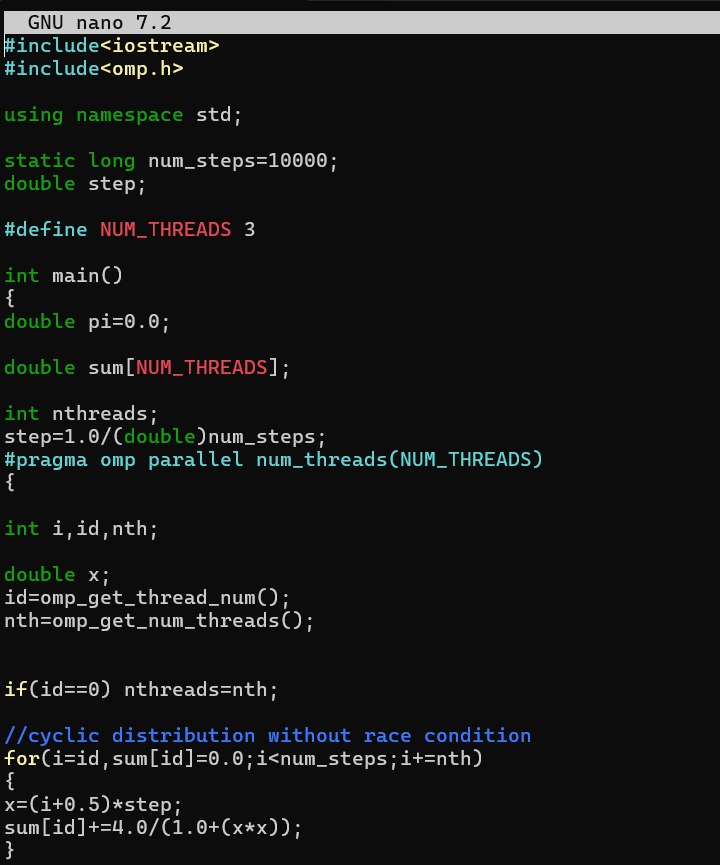 GNU nano 7.2
#include<iostream>
#include<omp.h>
using namespace std;
static long num_steps=10000;
double step;
#define NUM_THREADS 3
int main()
{
double pi=0.0;
double sum[NUM_THREADS];
int nthreads;
step=1.0/(double)num_steps;
#pragma omp parallel num_threads(NUM_THREADS)
{
int i,id,nth;
double x;
id=omp_get_thread_num();
nth=omp_get_num_threads();
if(id==0) nthreads=nth;
//cyclic distribution without race condition
for(i=id,sum[id]=0.0;i<num_steps;i+=nth)
{
x=(i+0.5)*step;
sum[id]+=4.0/(1.0+(x*x));
}